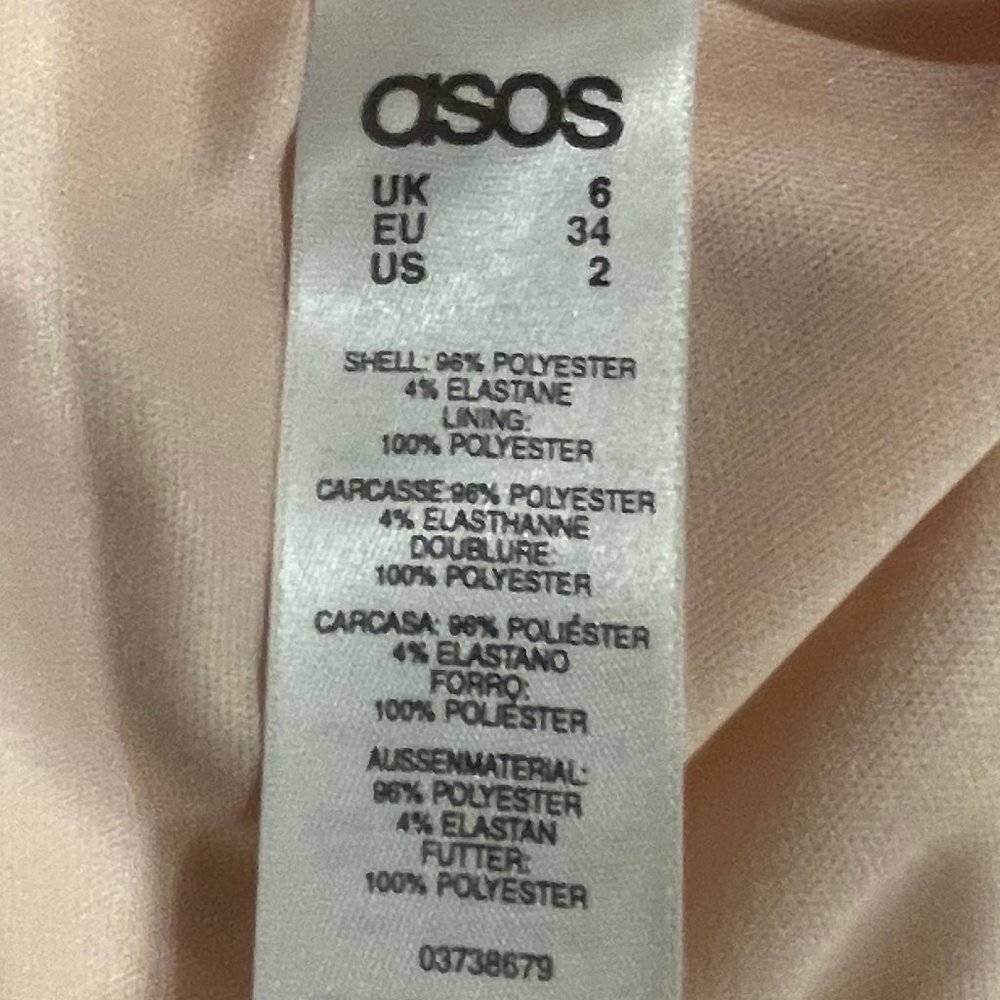 asos
UK 6
EU 34
US 2
SHELL: 96% POLYESTER
4% ELASTANE
LINING:
100% POLYESTER
CARCASSE:96% POLYESTER
4% ELASTHANNE
DOUBLURE:
100% POLYESTER
CARCASA: 96% POLIÉSTER
4% ELASTANO
FORRO:
100% POLIÉSTER
AUSSENMATERIAL:
96% POLYESTER
4% ELASTAN
FUTTER:
100% POLYESTER
03738679